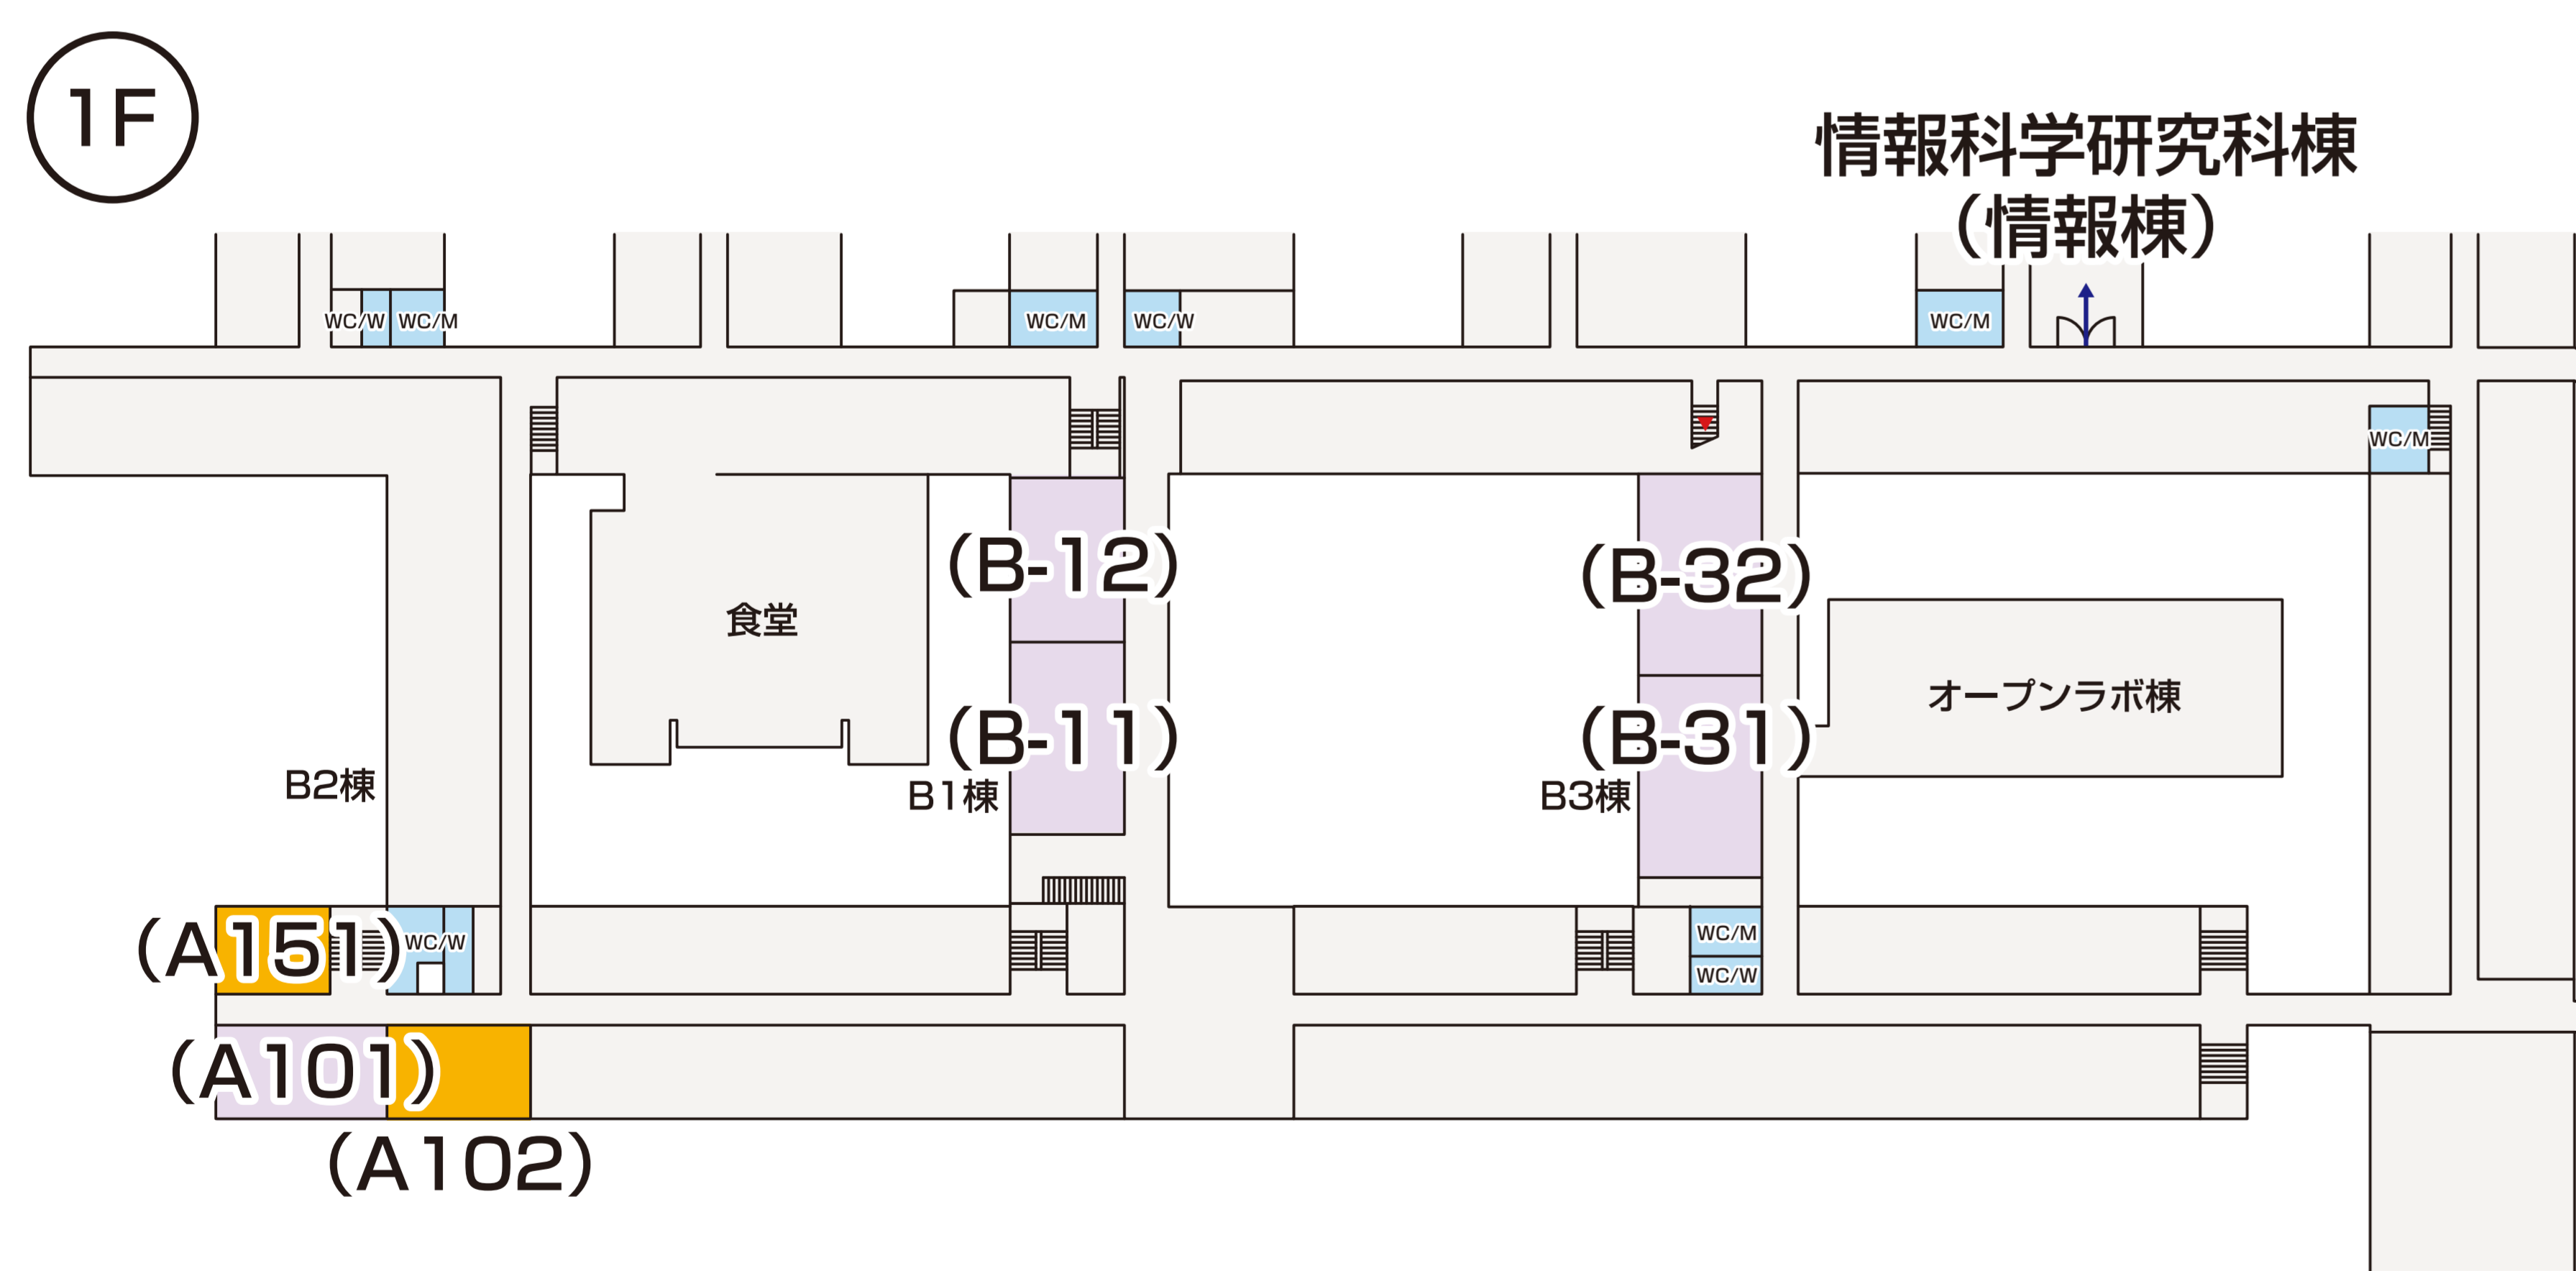 1F
情報科学研究科棟
（情報棟）
WC/W
WC/M
WC/M
WC/W
WC/M
WC/M
（B-12）
（B-32）
食堂
オープンラボ棟
（B-11）
（B-31）
B2棟
B1棟
B3棟
（A151）
WC/W
WC/M
WC/W
（A101）
（A102）